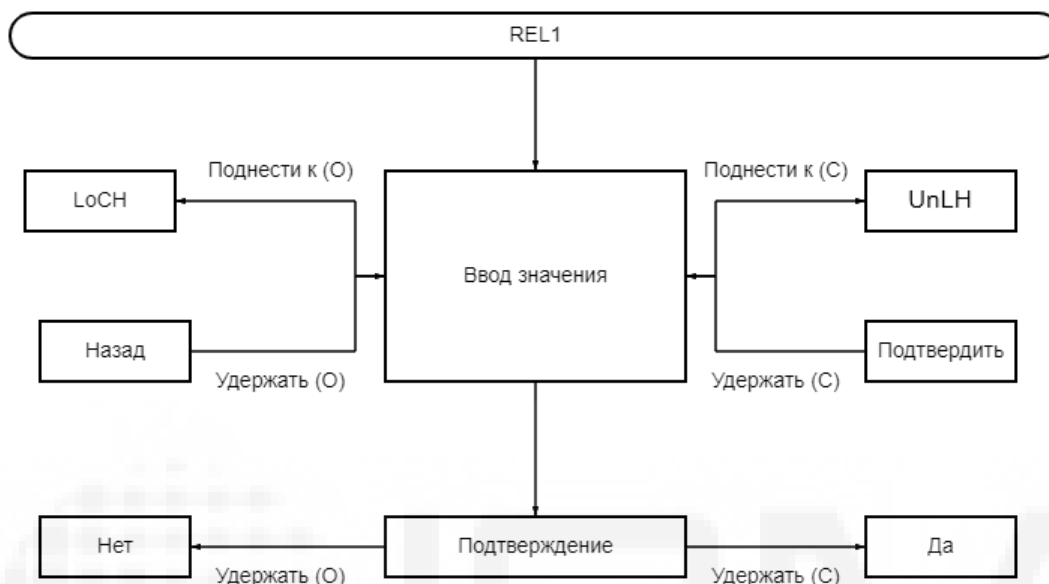 REL1
Поднести к (О)
Поднести к (С)
LoCH
UnLH
Ввод значения
Назад
Подтвердить
Удержать (О)
Удержать (С)
Нет
Подтверждение
Да
Удержать (О)
Удержать (С)